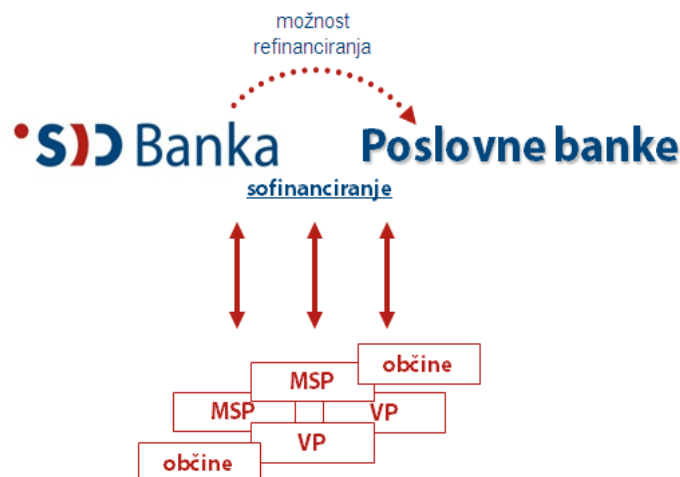 možnost
refinanciranja
SID Banka
Poslovne banke
sofinanciranje
občine
MSP
MSP
VP
VP
občine